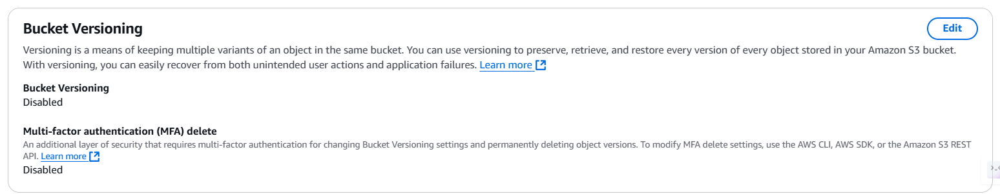 Bucket Versioning
Edit
Versioning is a means of keeping multiple variants of an object in the same bucket. You can use versioning to preserve, retrieve, and restore every version of every object stored in your Amazon S3 bucket.
With versioning, you can easily recover from both unintended user actions and application failures. Learn more
Bucket Versioning
Disabled
Multi-factor authentication (MFA) delete
An additional layer of security that requires multi-factor authentication for changing Bucket Versioning settings and permanently deleting object versions. To modify MFA delete settings, use the AWS CLI, AWS SDK, or the Amazon S3 REST
API. Learn more
Disabled